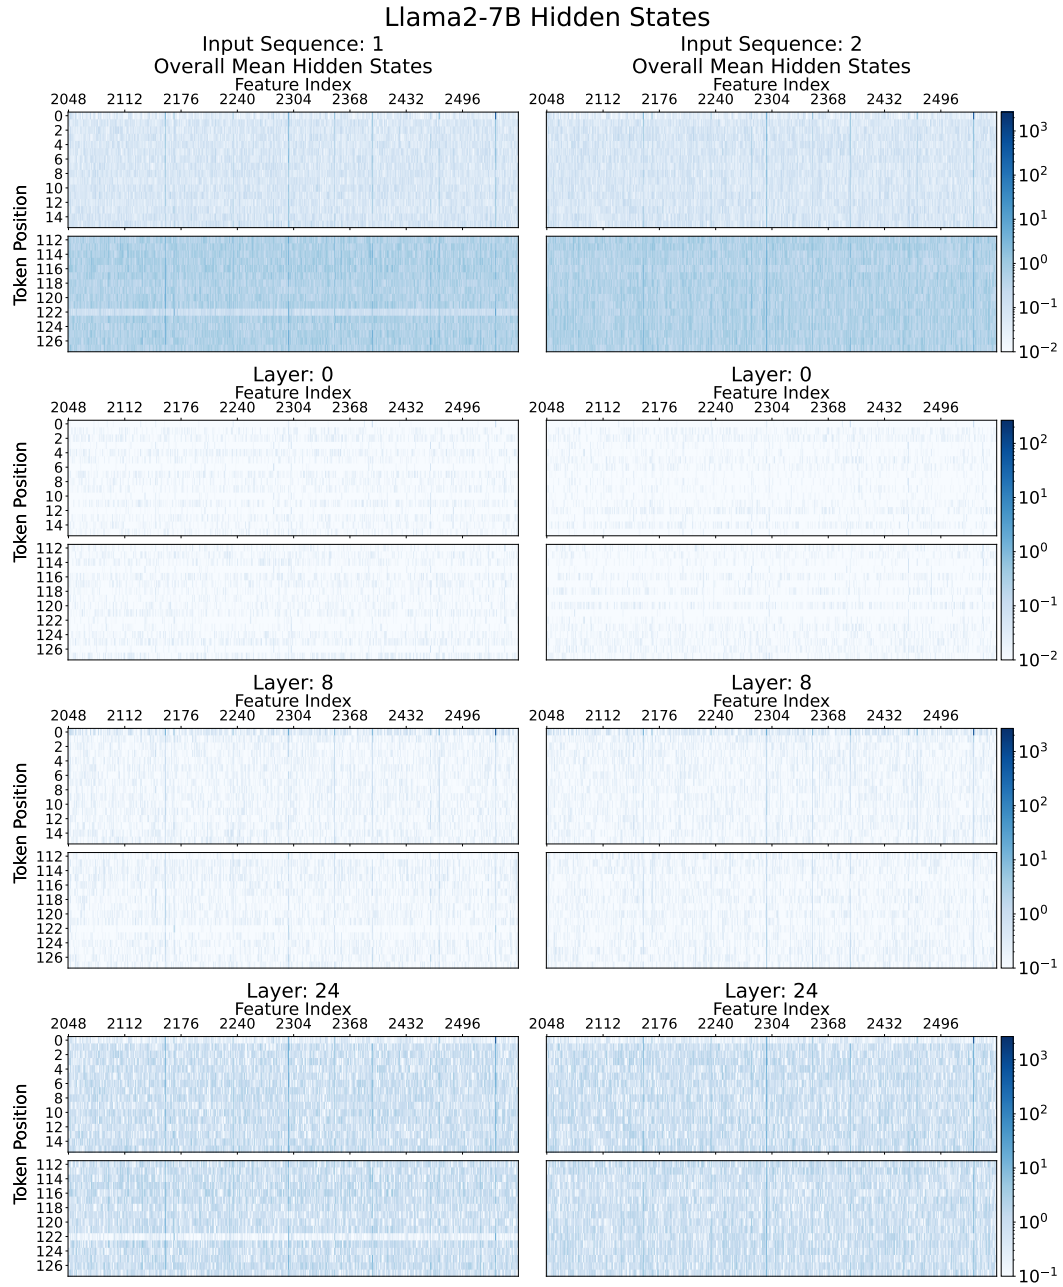 Llama2-7B Hidden States
Input Sequence: 1
Overall Mean Hidden States
Feature Index
2048 2112 2176 2240 2304 2368 2432 2496
Token Position
0
2
4
6
8
10
12
14
112
116
120
122
124
126
Input Sequence: 2
Overall Mean Hidden States
Feature Index
2048 2112 2176 2240 2304 2368 2432 2496
10³
10²
10¹
10⁰
10⁻¹
10⁻²
Layer: 0
Feature Index
2048 2112 2176 2240 2304 2368 2432 2496
Token Position
0
2
4
6
8
10
12
14
112
114
116
118
120
122
124
126
Layer: 0
Feature Index
2048 2112 2176 2240 2304 2368 2432 2496
10²
10¹
10⁰
10⁻¹
10⁻²
Layer: 8
Feature Index
2048 2112 2176 2240 2304 2368 2432 2496
Token Position
0
2
4
6
8
10
12
14
112
114
116
118
120
122
124
126
Layer: 8
Feature Index
2048 2112 2176 2240 2304 2368 2432 2496
10³
10²
10¹
10⁰
10⁻¹
Layer: 24
Feature Index
2048 2112 2176 2240 2304 2368 2432 2496
Token Position
0
2
4
6
8
10
12
14
112
114
116
118
120
122
124
126
Layer: 24
Feature Index
2048 2112 2176 2240 2304 2368 2432 2496
10³
10²
10¹
10⁰
10⁻¹